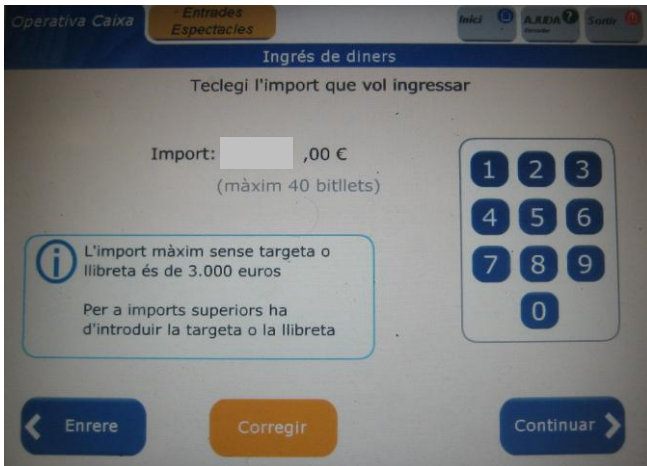 Operativa Caixa
Entrades
Espectacles
Inici
AJUDA ?
Sortir
Ingrés de diners
Teclegi l'import que vol ingressar
Import: ,00 €
(màxim 40 bitllets)
1 2 3
4 5 6
7 8 9
0
i
L'import màxim sense targeta o
llibreta és de 3.000 euros
Per a imports superiors ha
d'introduir la targeta o la llibreta
Enrere
Corregir
Continuar